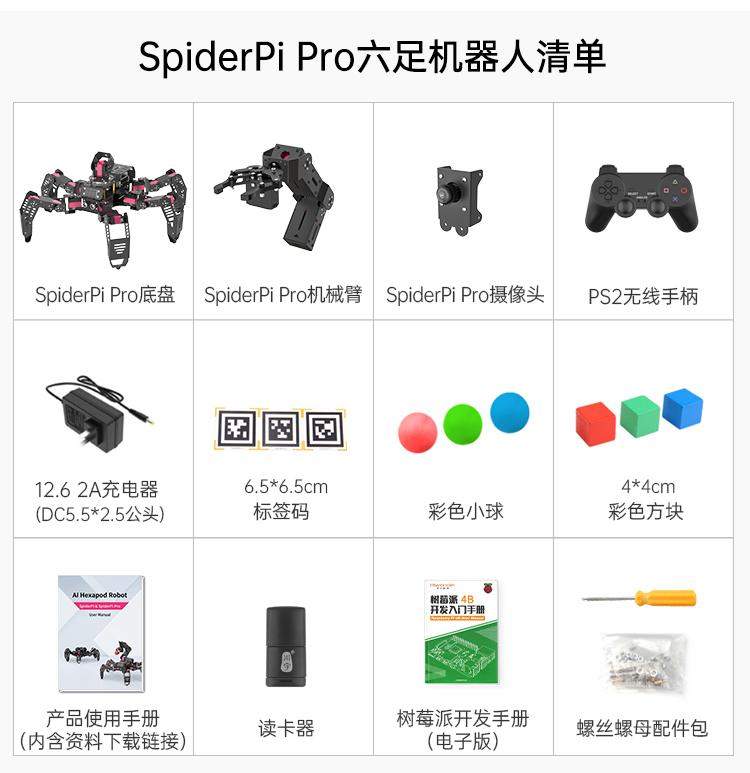 SpiderPi Pro六足机器人清单
SpiderPi Pro底盘
SpiderPi Pro机械臂
SpiderPi Pro摄像头
PS2无线手柄
12.6 2A充电器
(DC5.5*2.5公头)
6.5*6.5cm
标签码
彩色小球
4*4cm
彩色方块
AI Hexapod Robot
SpiderPi & SpiderPi Pro
User Manual
产品使用手册
(内含资料下载链接)
读卡器
Hiwonder
树莓派 4B
开发入门手册
Raspberry Pi 4B User Manual
树莓派开发手册
(电子版)
螺丝螺母配件包